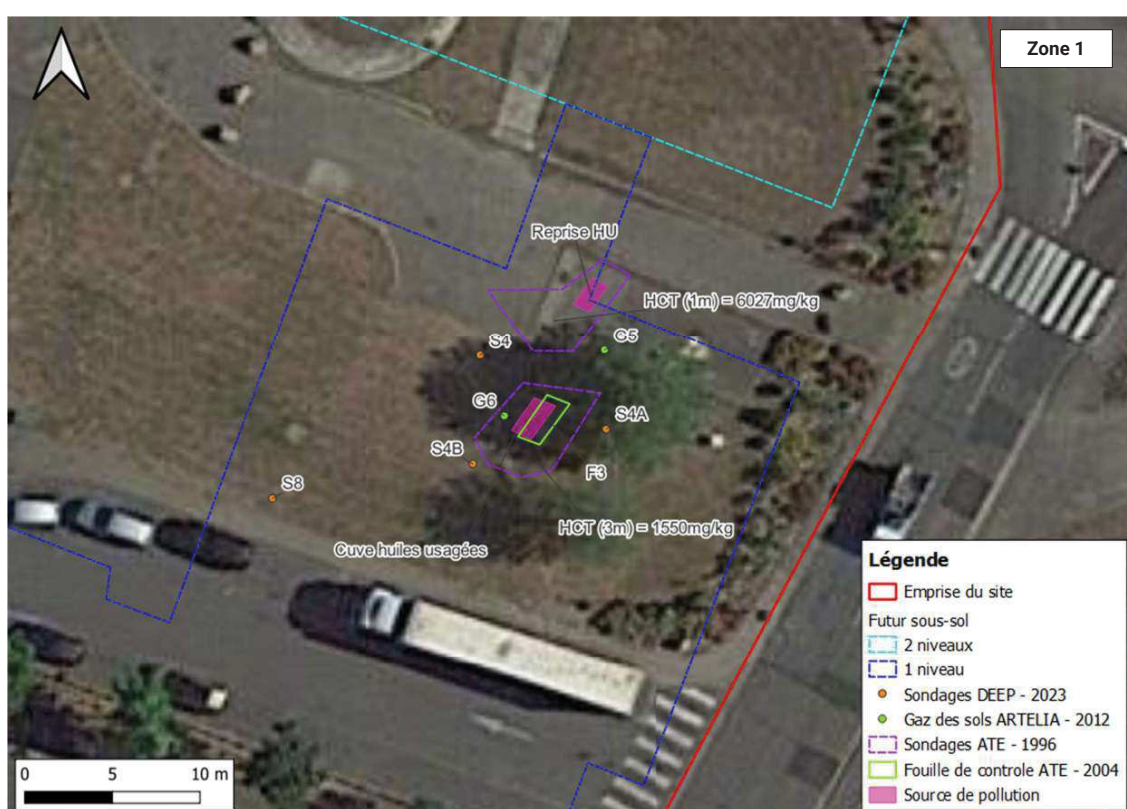 Zone 1
Reprise HU
HCT (1m) = 6027mg/kg
S4
G5
G6
S4A
S4B
F3
S8
HCT (3m) = 1550mg/kg
Cuve huiles usagées
Légende
Emprise du site
Futur sous-sol
2 niveaux
1 niveau
Sondages DEEP - 2023
Gaz des sols ARTELIA - 2012
Sondages ATE - 1996
Fouille de controle ATE - 2004
Source de pollution
0 5 10 m